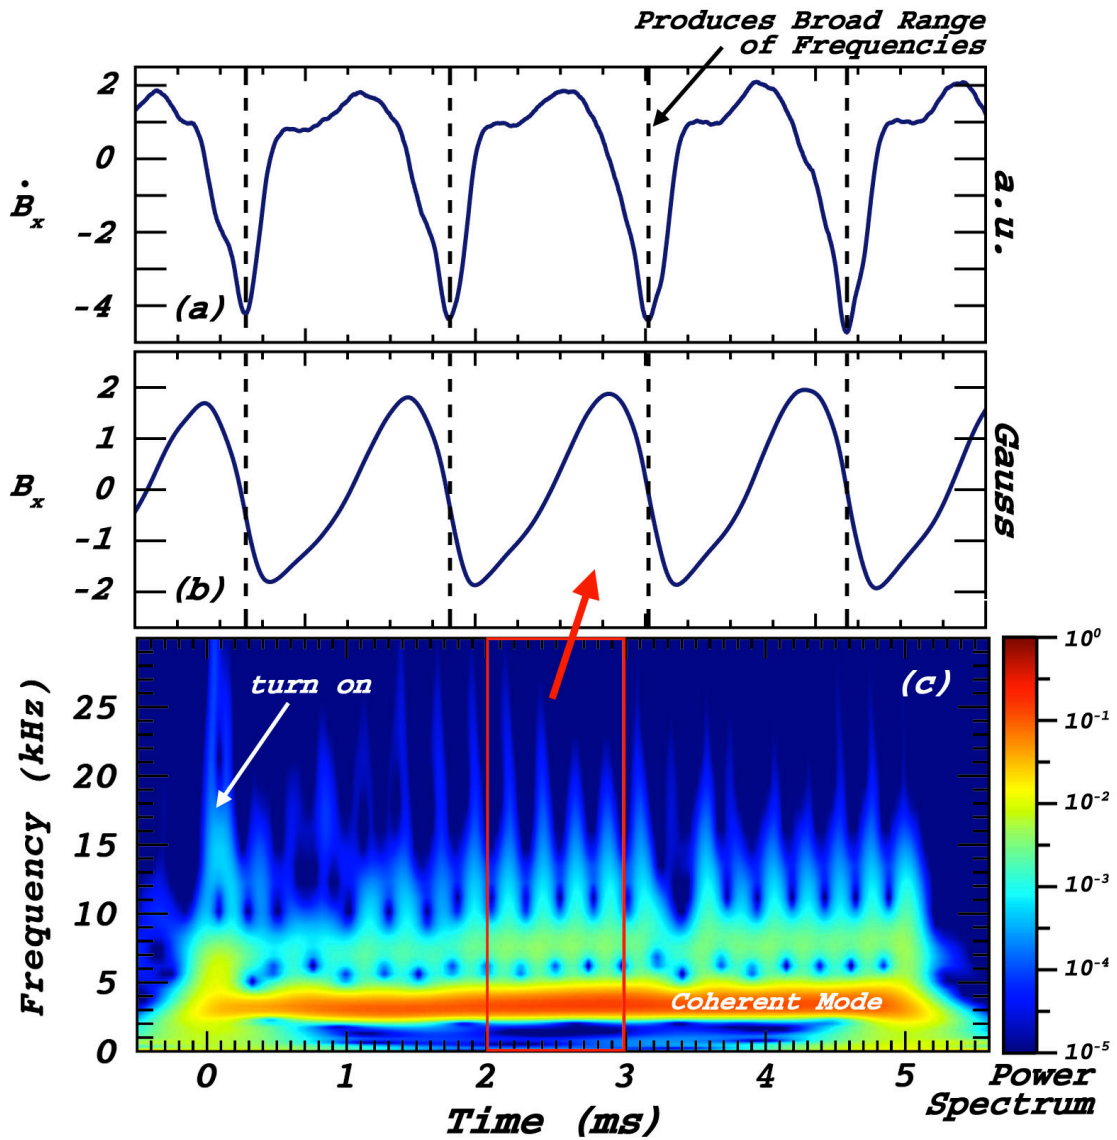 Produces Broad Range
of Frequencies
2
0
-2
-4
Ḃx
a.u.
(a)
2
1
0
-1
-2
Bx
Gauss
(b)
25
20
15
10
5
0
Frequency (kHz)
turn on
(c)
Coherent Mode
10^0
10^-1
10^-2
10^-3
10^-4
10^-5
0 1 2 3 4 5
Time (ms)
Power
Spectrum